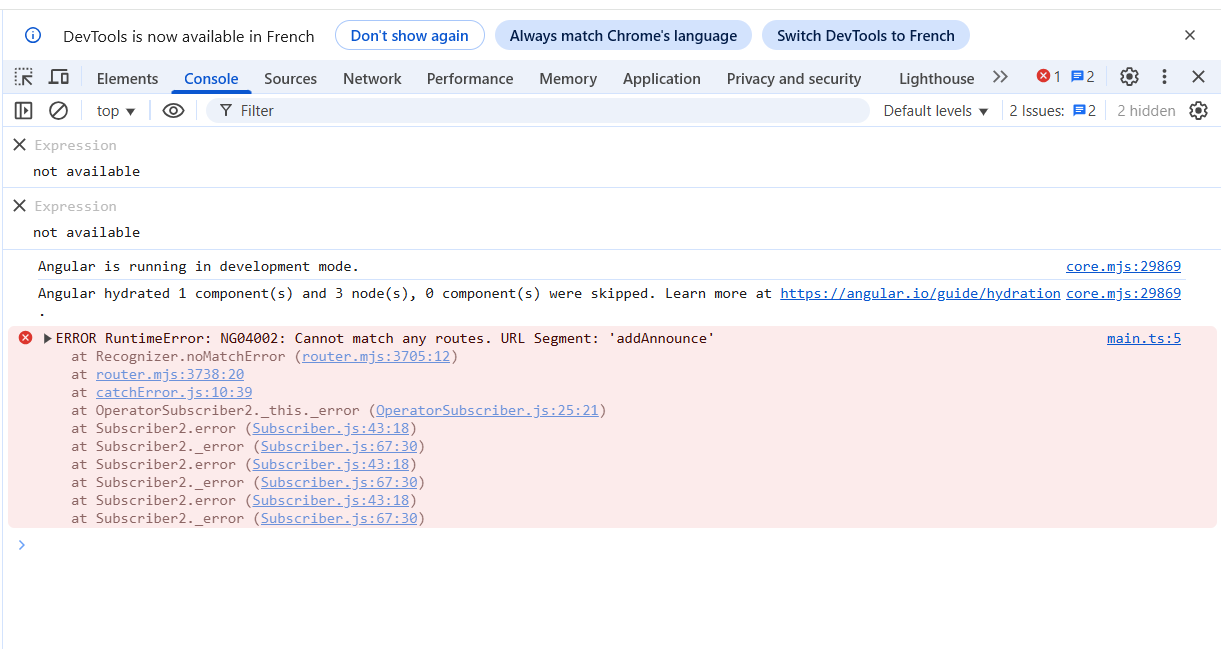 DevTools is now available in French Don't show again Always match Chrome's language Switch DevTools to French
Elements Console Sources Network Performance Memory Application Privacy and security Lighthouse 1 2
top Filter Default levels 2 Issues: 2 2 hidden
Expression
not available
Expression
not available
Angular is running in development mode. core.mjs:29869
Angular hydrated 1 component(s) and 3 node(s), 0 component(s) were skipped. Learn more at https://angular.io/guide/hydration core.mjs:29869
.
ERROR RuntimeError: NG04002: Cannot match any routes. URL Segment: 'addAnnounce' main.ts:5
at Recognizer.noMatchError (router.mjs:3705:12)
at router.mjs:3738:20
at catchError.js:10:39
at OperatorSubscriber2._this._error (OperatorSubscriber.js:25:21)
at Subscriber2.error (Subscriber.js:43:18)
at Subscriber2._error (Subscriber.js:67:30)
at Subscriber2.error (Subscriber.js:43:18)
at Subscriber2._error (Subscriber.js:67:30)
at Subscriber2.error (Subscriber.js:43:18)
at Subscriber2._error (Subscriber.js:67:30)